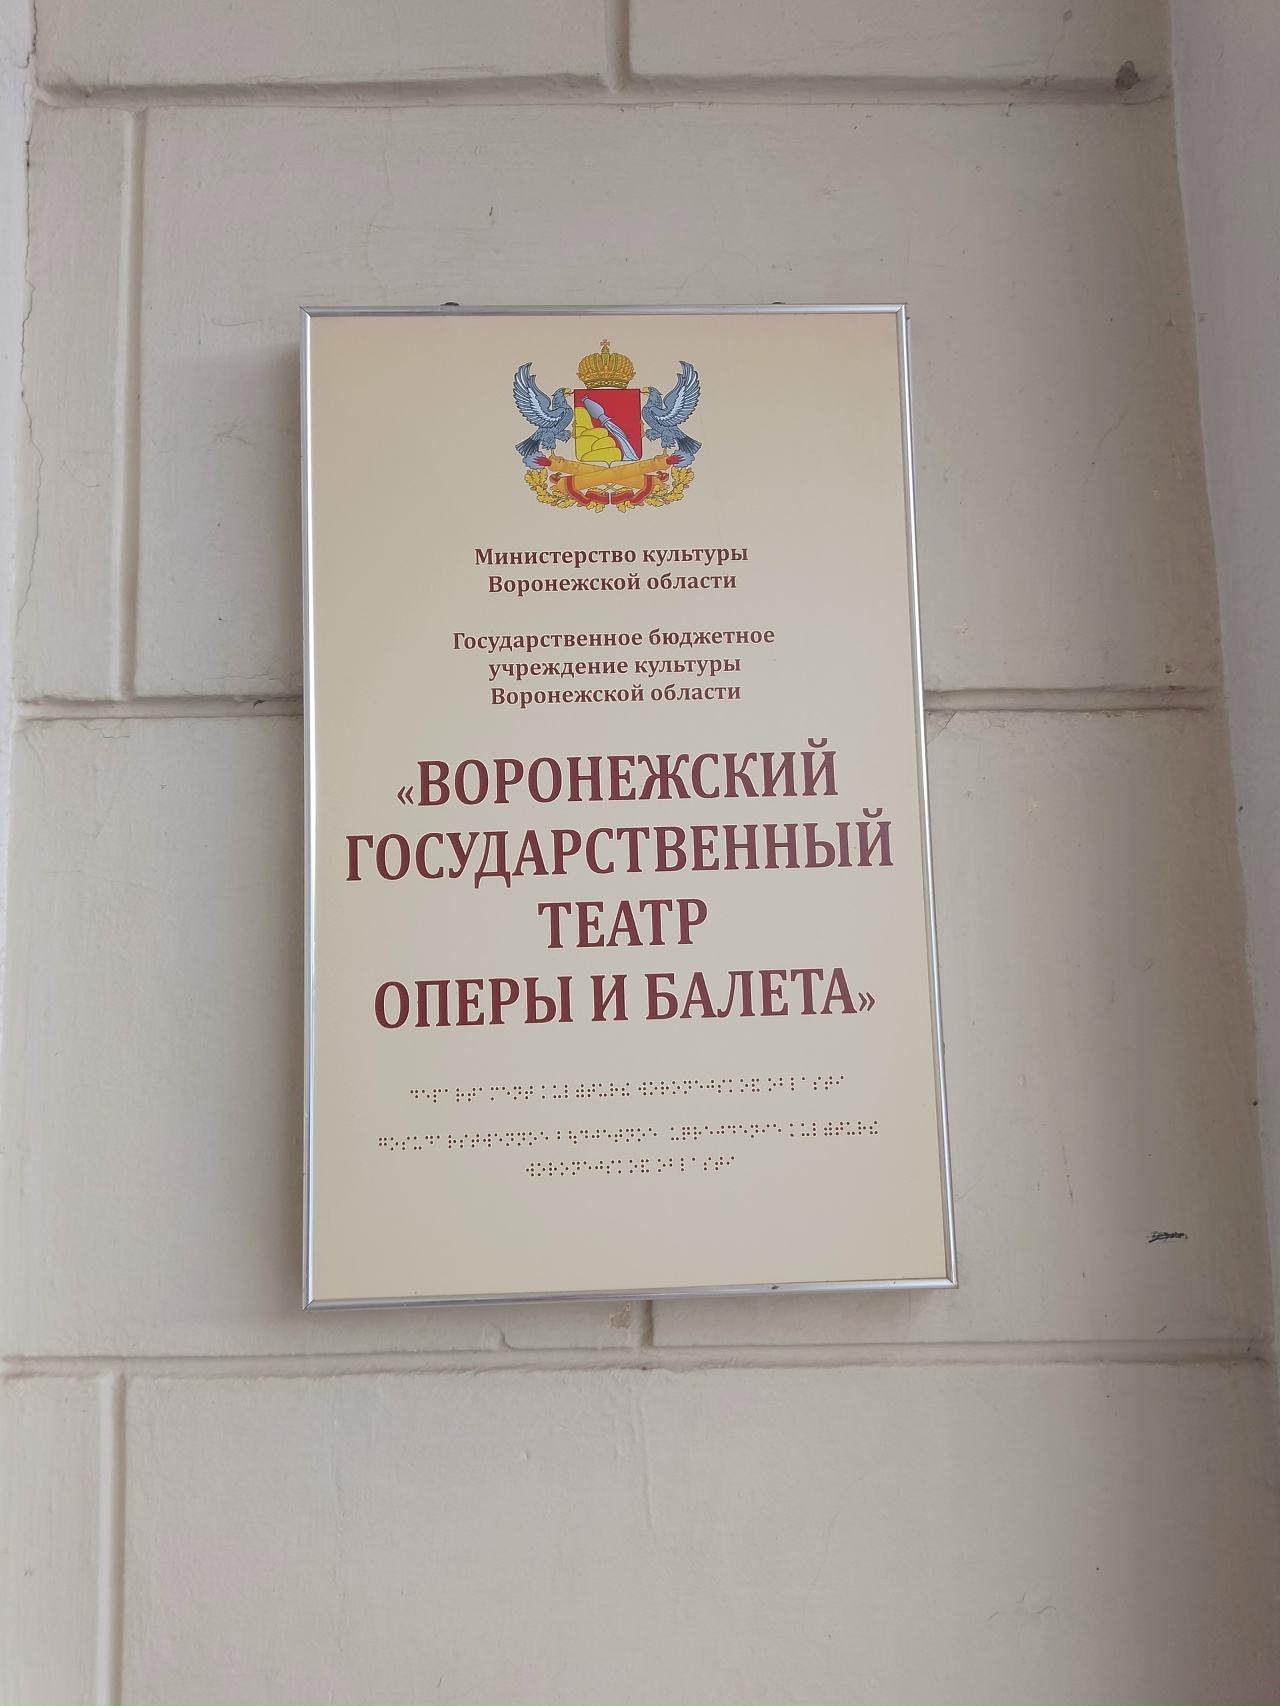 Министерство культуры
Воронежской области
Государственное бюджетное
учреждение культуры
Воронежской области
«ВОРОНЕЖСКИЙ
ГОСУДАРСТВЕННЫЙ
ТЕАТР
ОПЕРЫ И БАЛЕТА»